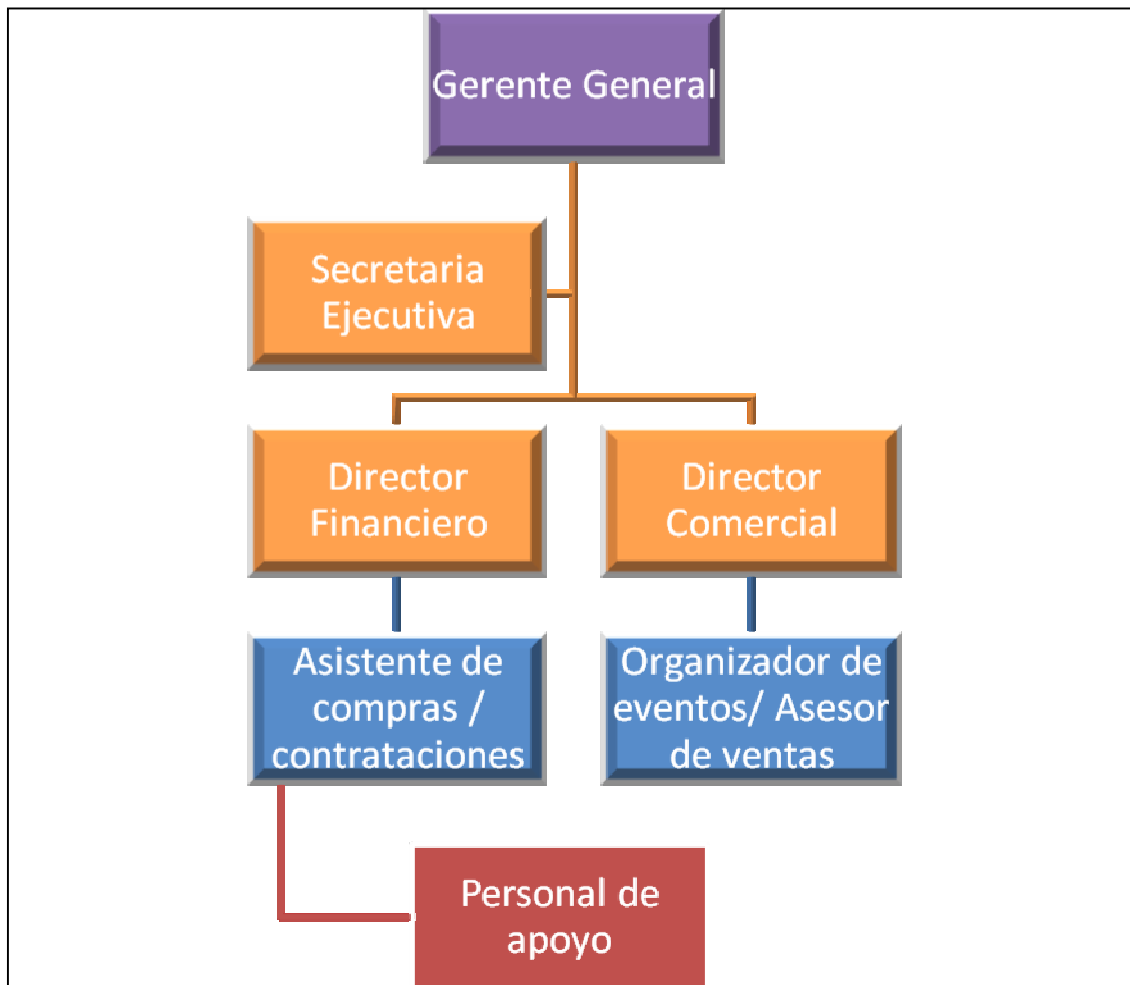 Gerente General
Secretaria
Ejecutiva
Director
Financiero
Director
Comercial
Asistente de
compras /
contrataciones
Organizador de
eventos/ Asesor
de ventas
Personal de
apoyo